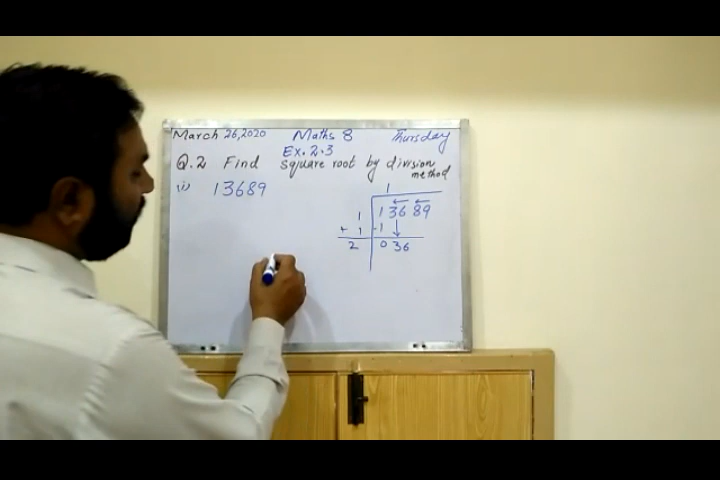 March 26,2020 Maths 8 Thursday
Ex. 2.3
Q.2 Find square root by division method
i) 13689
1
1 1 36 89
+ 1 -1
2 0 36